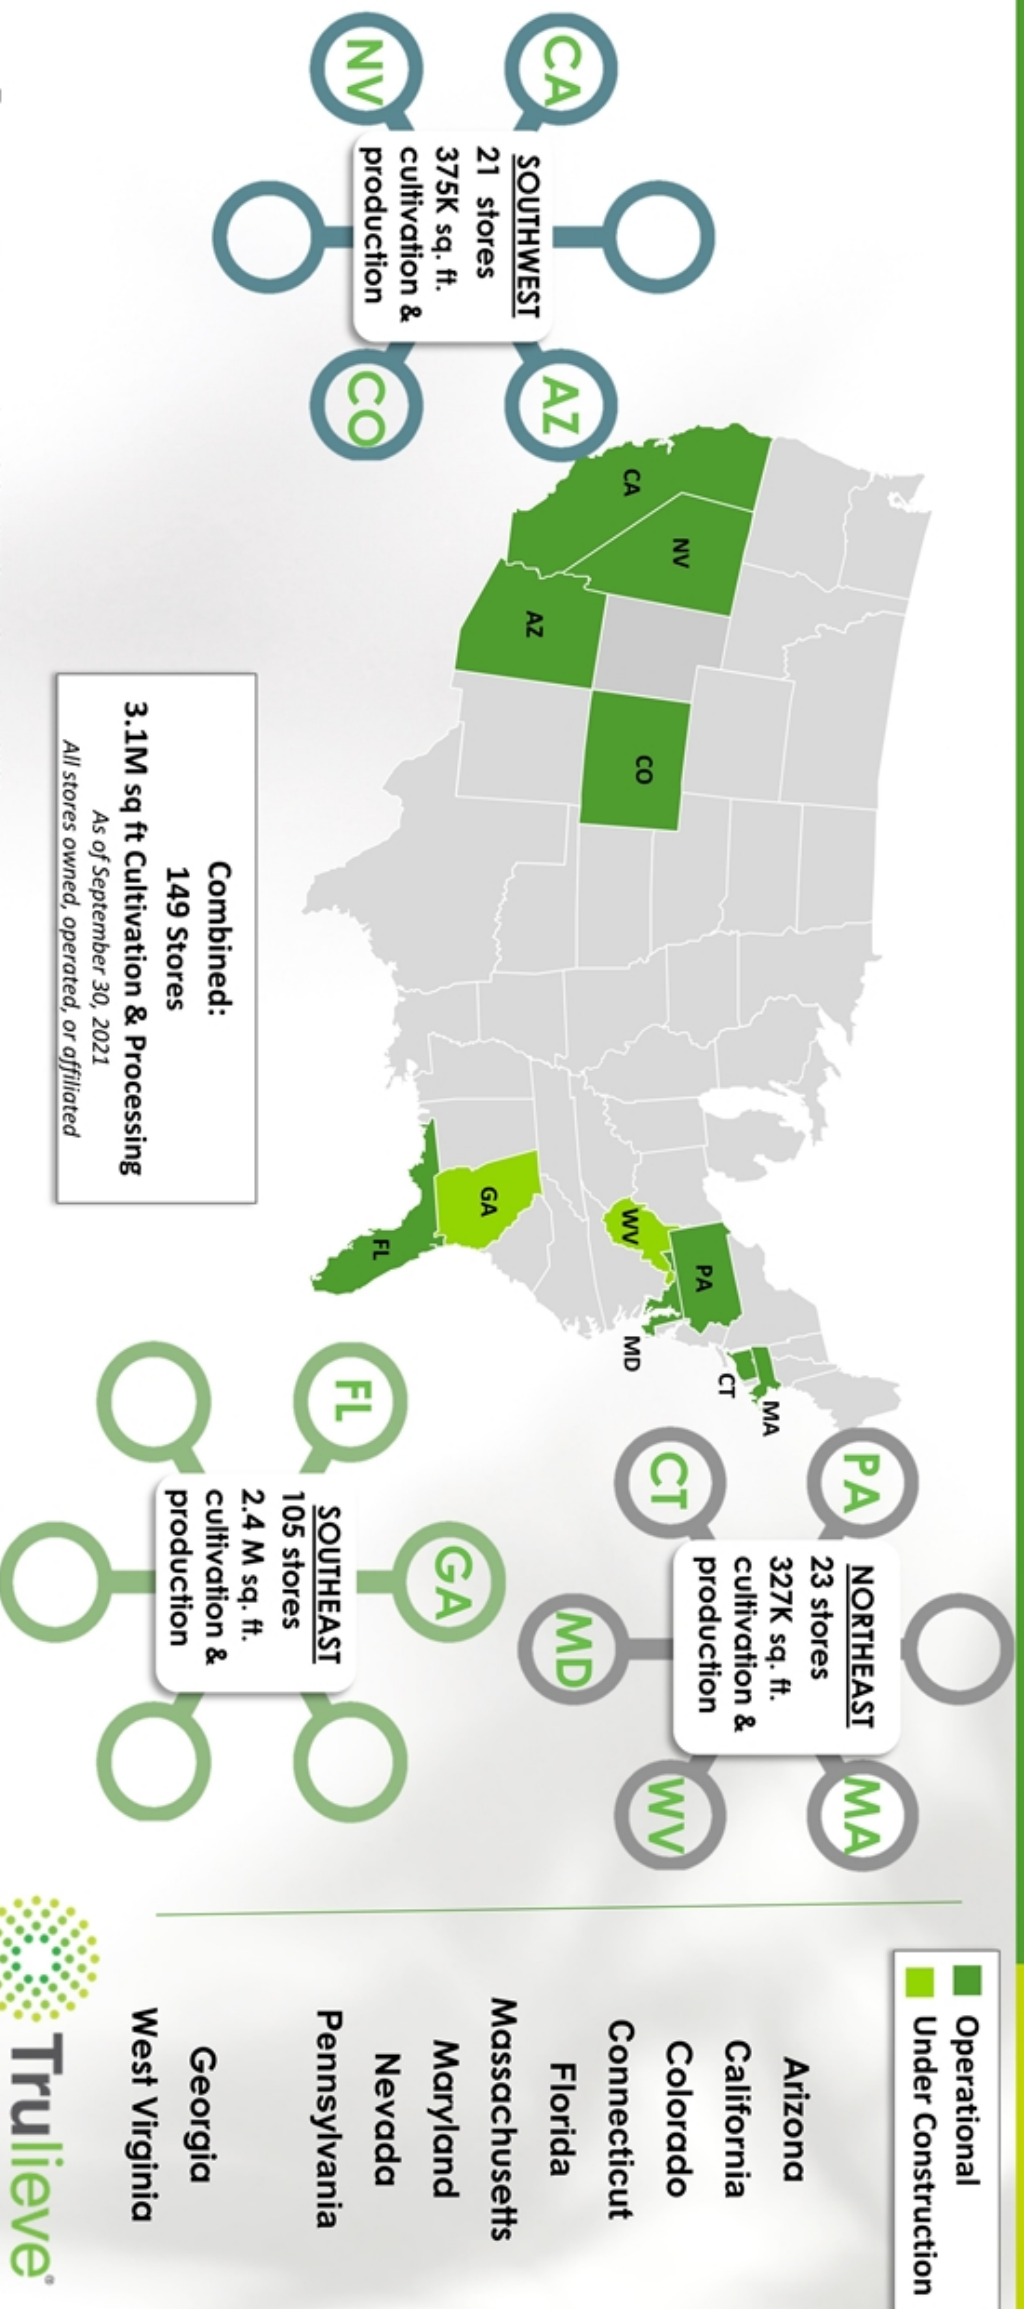 CA
AZ
NV
CO
SOUTHWEST
21 stores
375K sq. ft.
cultivation &
production
CA
NV
AZ
CO
GA
FL
WV
PA
MD
CT
MA
Combined:
149 Stores
3.1M sq ft Cultivation & Processing
As of September 30, 2021
All stores owned, operated, or affiliated
PA
MA
CT
MD
WV
NORTHEAST
23 stores
327K sq. ft.
cultivation &
production
GA
FL
SOUTHEAST
105 stores
2.4 M sq. ft.
cultivation &
production
Operational
Under Construction
Arizona
California
Colorado
Connecticut
Florida
Massachusetts
Maryland
Nevada
Pennsylvania
Georgia
West Virginia
Trulieve®